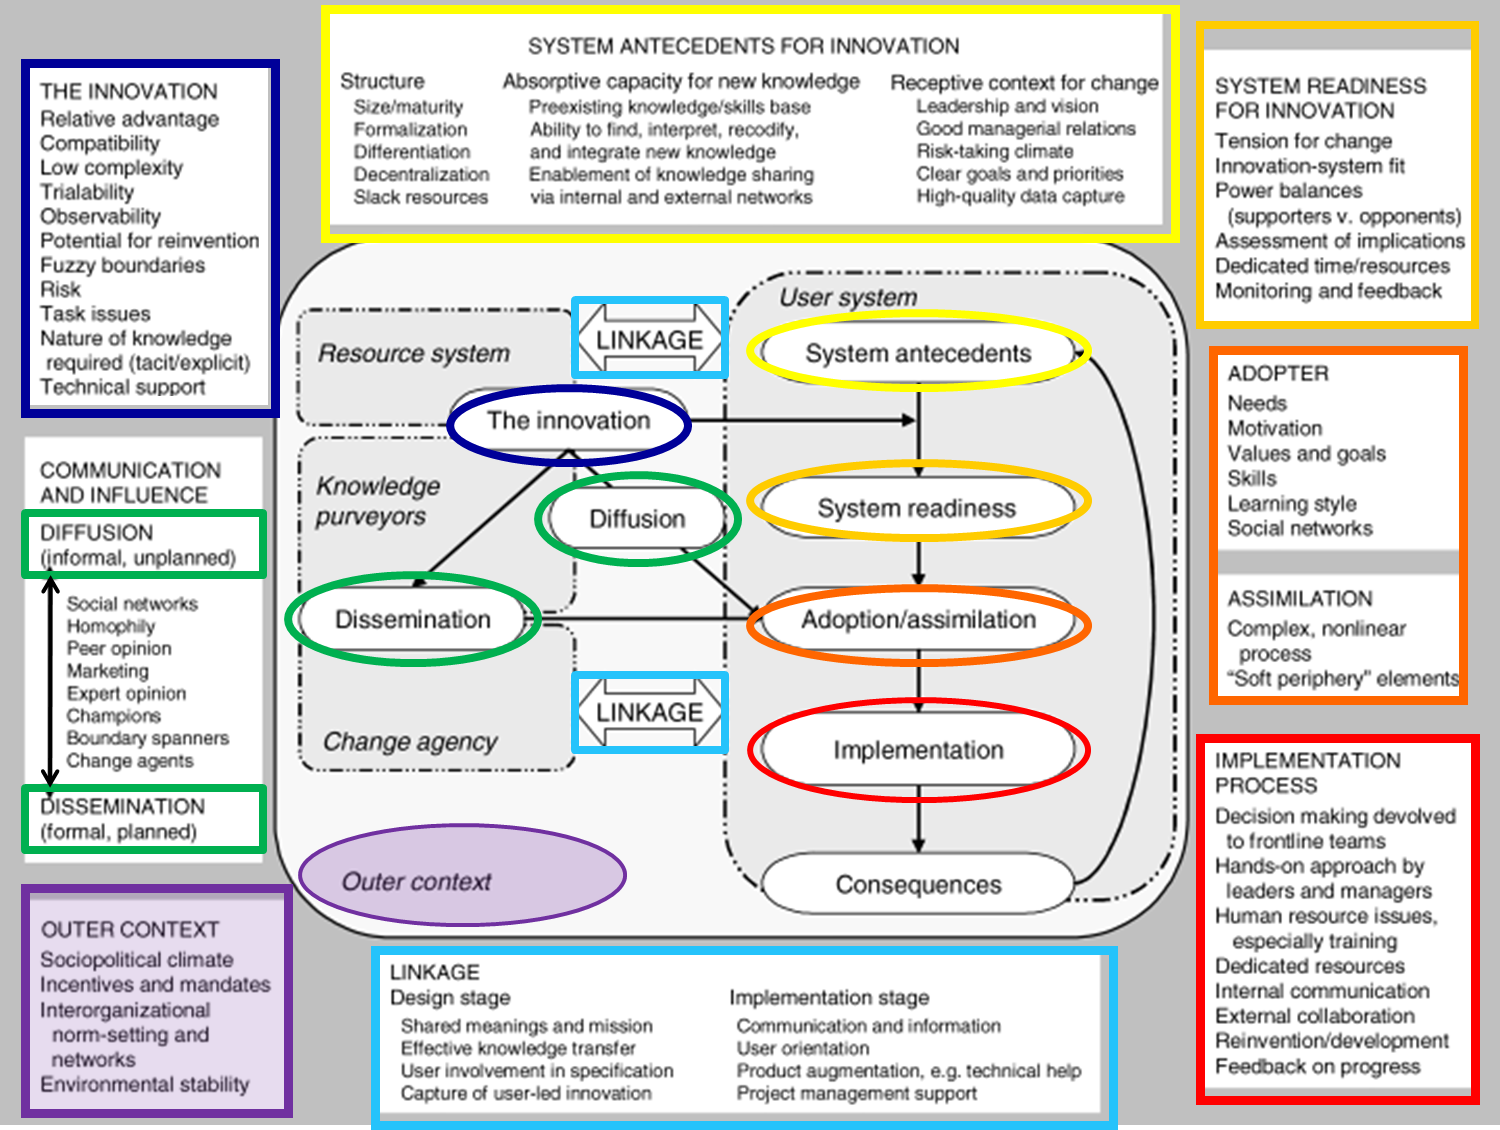 SYSTEM ANTECEDENTS FOR INNOVATION
Structure
Size/maturity
Formalization
Differentiation
Decentralization
Slack resources
Absorptive capacity for new knowledge
Preexisting knowledge/skills base
Ability to find, interpret, recodify,
and integrate new knowledge
Enablement of knowledge sharing
via internal and external networks
Receptive context for change
Leadership and vision
Good managerial relations
Risk-taking climate
Clear goals and priorities
High-quality data capture
THE INNOVATION
Relative advantage
Compatibility
Low complexity
Trialability
Observability
Potential for reinvention
Fuzzy boundaries
Risk
Task issues
Nature of knowledge
required (tacit/explicit)
Technical support
COMMUNICATION
AND INFLUENCE
DIFFUSION
(informal, unplanned)
Social networks
Homophily
Peer opinion
Marketing
Expert opinion
Champions
Boundary spanners
Change agents
DISSEMINATION
(formal, planned)
OUTER CONTEXT
Sociopolitical climate
Incentives and mandates
Interorganizational
norm-setting and
networks
Environmental stability
Resource system
LINKAGE
The innovation
Knowledge
purveyors
Diffusion
Dissemination
Change agency
LINKAGE
Outer context
User system
System antecedents
System readiness
Adoption/assimilation
Implementation
Consequences
SYSTEM READINESS
FOR INNOVATION
Tension for change
Innovation-system fit
Power balances
(supporters v. opponents)
Assessment of implications
Dedicated time/resources
Monitoring and feedback
ADOPTER
Needs
Motivation
Values and goals
Skills
Learning style
Social networks
ASSIMILATION
Complex, nonlinear
process
“Soft periphery” elements
IMPLEMENTATION
PROCESS
Decision making devolved
to frontline teams
Hands-on approach by
leaders and managers
Human resource issues,
especially training
Dedicated resources
Internal communication
External collaboration
Reinvention/development
Feedback on progress
LINKAGE
Design stage
Shared meanings and mission
Effective knowledge transfer
User involvement in specification
Capture of user-led innovation
Implementation stage
Communication and information
User orientation
Product augmentation, e.g. technical help
Project management support